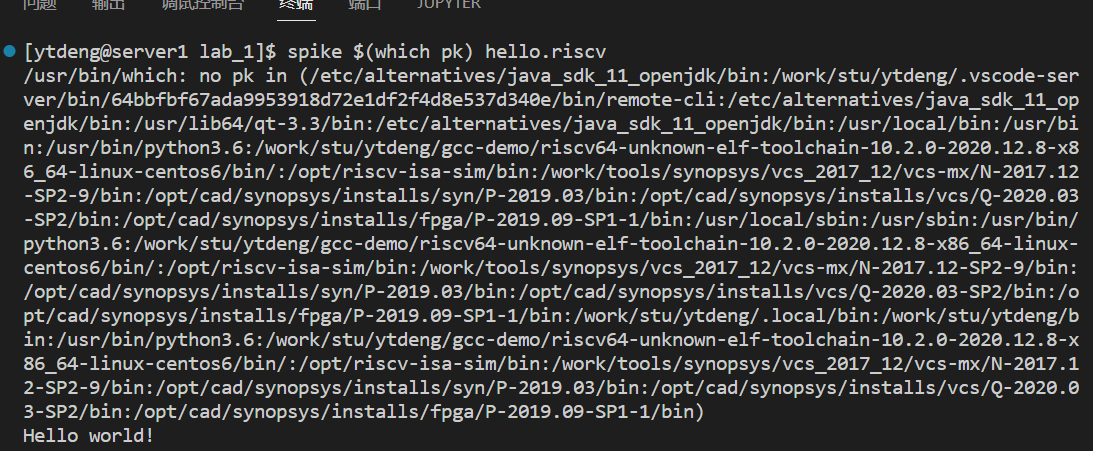 问题 输出 调试控制台 终端 端口 JUPYTER
[ytdeng@server1 lab_1]$ spike $(which pk) hello.riscv
/usr/bin/which: no pk in (/etc/alternatives/java_sdk_11_openjdk/bin:/work/stu/ytdeng/.vscode-ser
ver/bin/64bbfbf67ada9953918d72e1df2f4d8e537d340e/bin/remote-cli:/etc/alternatives/java_sdk_11_op
enjdk/bin:/usr/lib64/qt-3.3/bin:/etc/alternatives/java_sdk_11_openjdk/bin:/usr/local/bin:/usr/bi
n:/usr/bin/python3.6:/work/stu/ytdeng/gcc-demo/riscv64-unknown-elf-toolchain-10.2.0-2020.12.8-x8
6_64-linux-centos6/bin/:/opt/riscv-isa-sim/bin:/work/tools/synopsys/vcs_2017_12/vcs-mx/N-2017.12
-SP2-9/bin:/opt/cad/synopsys/installs/syn/P-2019.03/bin:/opt/cad/synopsys/installs/vcs/Q-2020.03
-SP2/bin:/opt/cad/synopsys/installs/fpga/P-2019.09-SP1-1/bin:/usr/local/sbin:/usr/sbin:/usr/bin/
python3.6:/work/stu/ytdeng/gcc-demo/riscv64-unknown-elf-toolchain-10.2.0-2020.12.8-x86_64-linux-
centos6/bin/:/opt/riscv-isa-sim/bin:/work/tools/synopsys/vcs_2017_12/vcs-mx/N-2017.12-SP2-9/bin:
/opt/cad/synopsys/installs/syn/P-2019.03/bin:/opt/cad/synopsys/installs/vcs/Q-2020.03-SP2/bin:/o
pt/cad/synopsys/installs/fpga/P-2019.09-SP1-1/bin:/work/stu/ytdeng/.local/bin:/work/stu/ytdeng/b
in:/usr/bin/python3.6:/work/stu/ytdeng/gcc-demo/riscv64-unknown-elf-toolchain-10.2.0-2020.12.8-x
86_64-linux-centos6/bin/:/opt/riscv-isa-sim/bin:/work/tools/synopsys/vcs_2017_12/vcs-mx/N-2017.1
2-SP2-9/bin:/opt/cad/synopsys/installs/syn/P-2019.03/bin:/opt/cad/synopsys/installs/vcs/Q-2020.0
3-SP2/bin:/opt/cad/synopsys/installs/fpga/P-2019.09-SP1-1/bin)
Hello world!